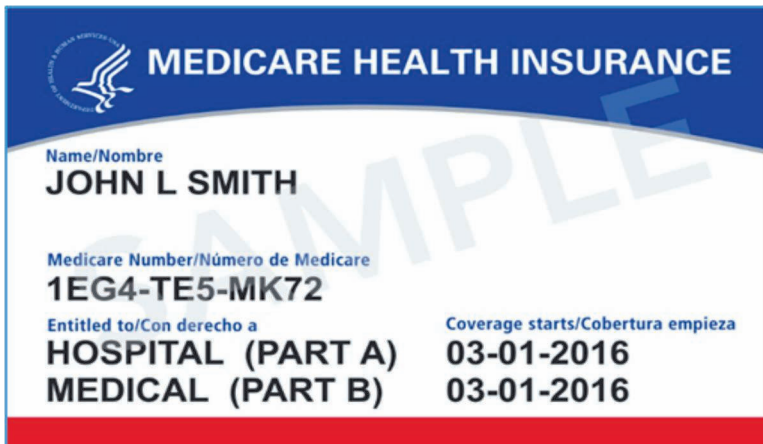 MEDICARE HEALTH INSURANCE
Name/Nombre
JOHN L SMITH
Medicare Number/Número de Medicare
1EG4-TE5-MK72
Entitled to/Con derecho a
Coverage starts/Cobertura empieza
HOSPITAL (PART A) 03-01-2016
MEDICAL (PART B) 03-01-2016
SAMPLE